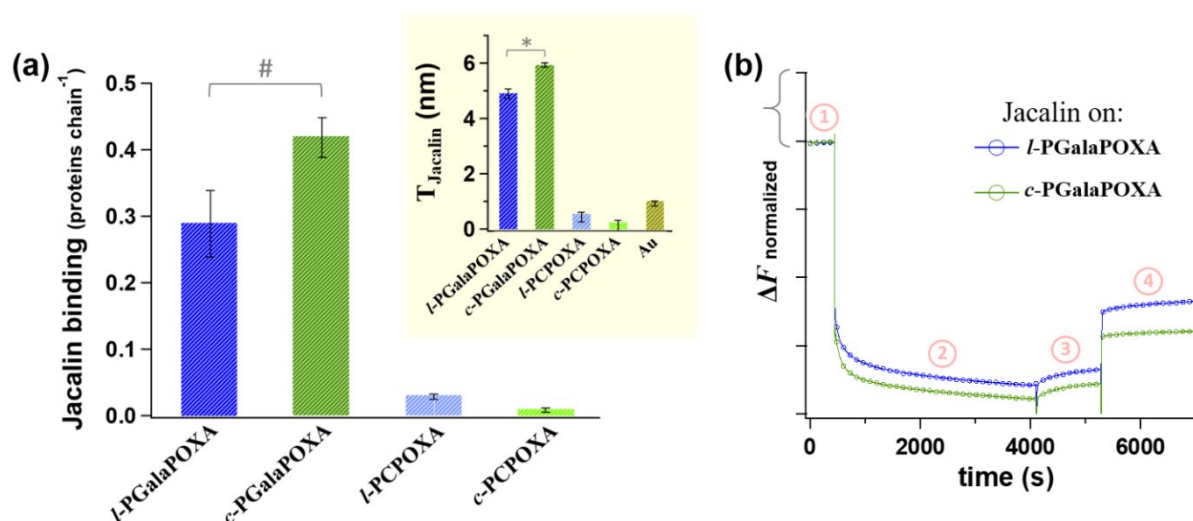 (a)
Jacalin binding (proteins chain⁻¹)
0.5
0.4
0.3
0.2
0.1
0.0
#
l-PGalaPOXA
c-PGalaPOXA
l-PCPOXA
c-PCPOXA
T_Jacalin (nm)
6
4
2
0
*
l-PGalaPOXA
c-PGalaPOXA
l-PCPOXA
c-PCPOXA
Au
(b)
ΔF normalized
1
2
3
4
Jacalin on:
l-PGalaPOXA
c-PGalaPOXA
0
2000
4000
6000
time (s)